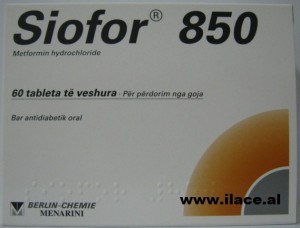 Siofor® 850
Metformin hydrochloride
60 tableta të veshura - Për përdorim nga goja
Bar antidiabetik oral
www.ilace.al
BERLIN-CHEMIE
MENARINI